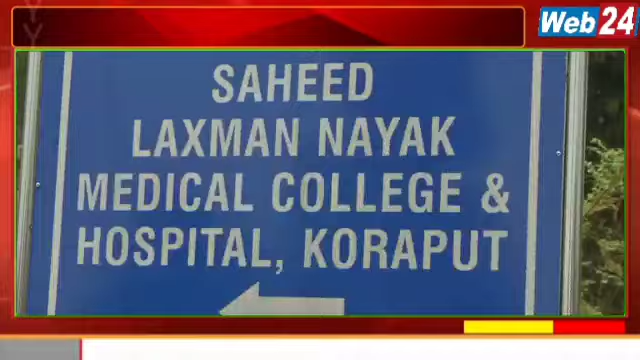 Web24
SAHEED
LAXMAN NAYAK
MEDICAL COLLEGE &
HOSPITAL, KORAPUT